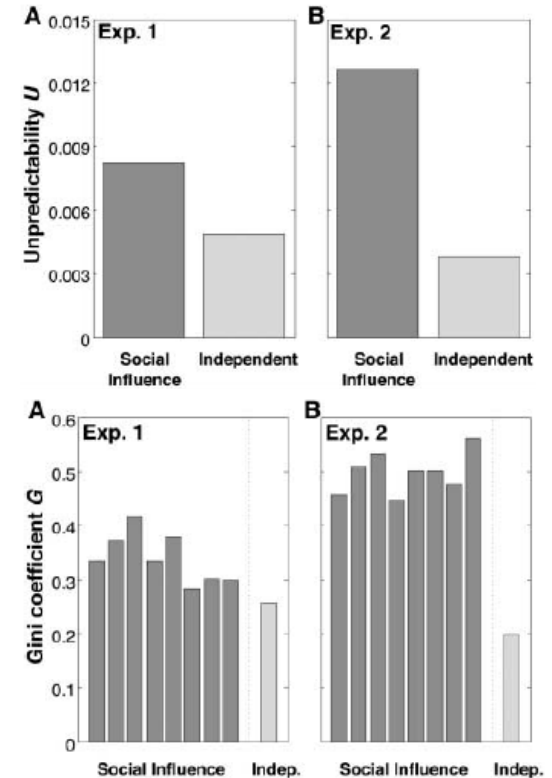 A
Exp. 1
B
Exp. 2
Unpredictability U
0.015
0.012
0.009
0.006
0.003
0
Social
Influence
Independent
Social
Influence
Independent
A
Exp. 1
B
Exp. 2
Gini coefficient G
0.6
0.5
0.4
0.3
0.2
0.1
0
Social Influence
Indep.
Social Influence
Indep.